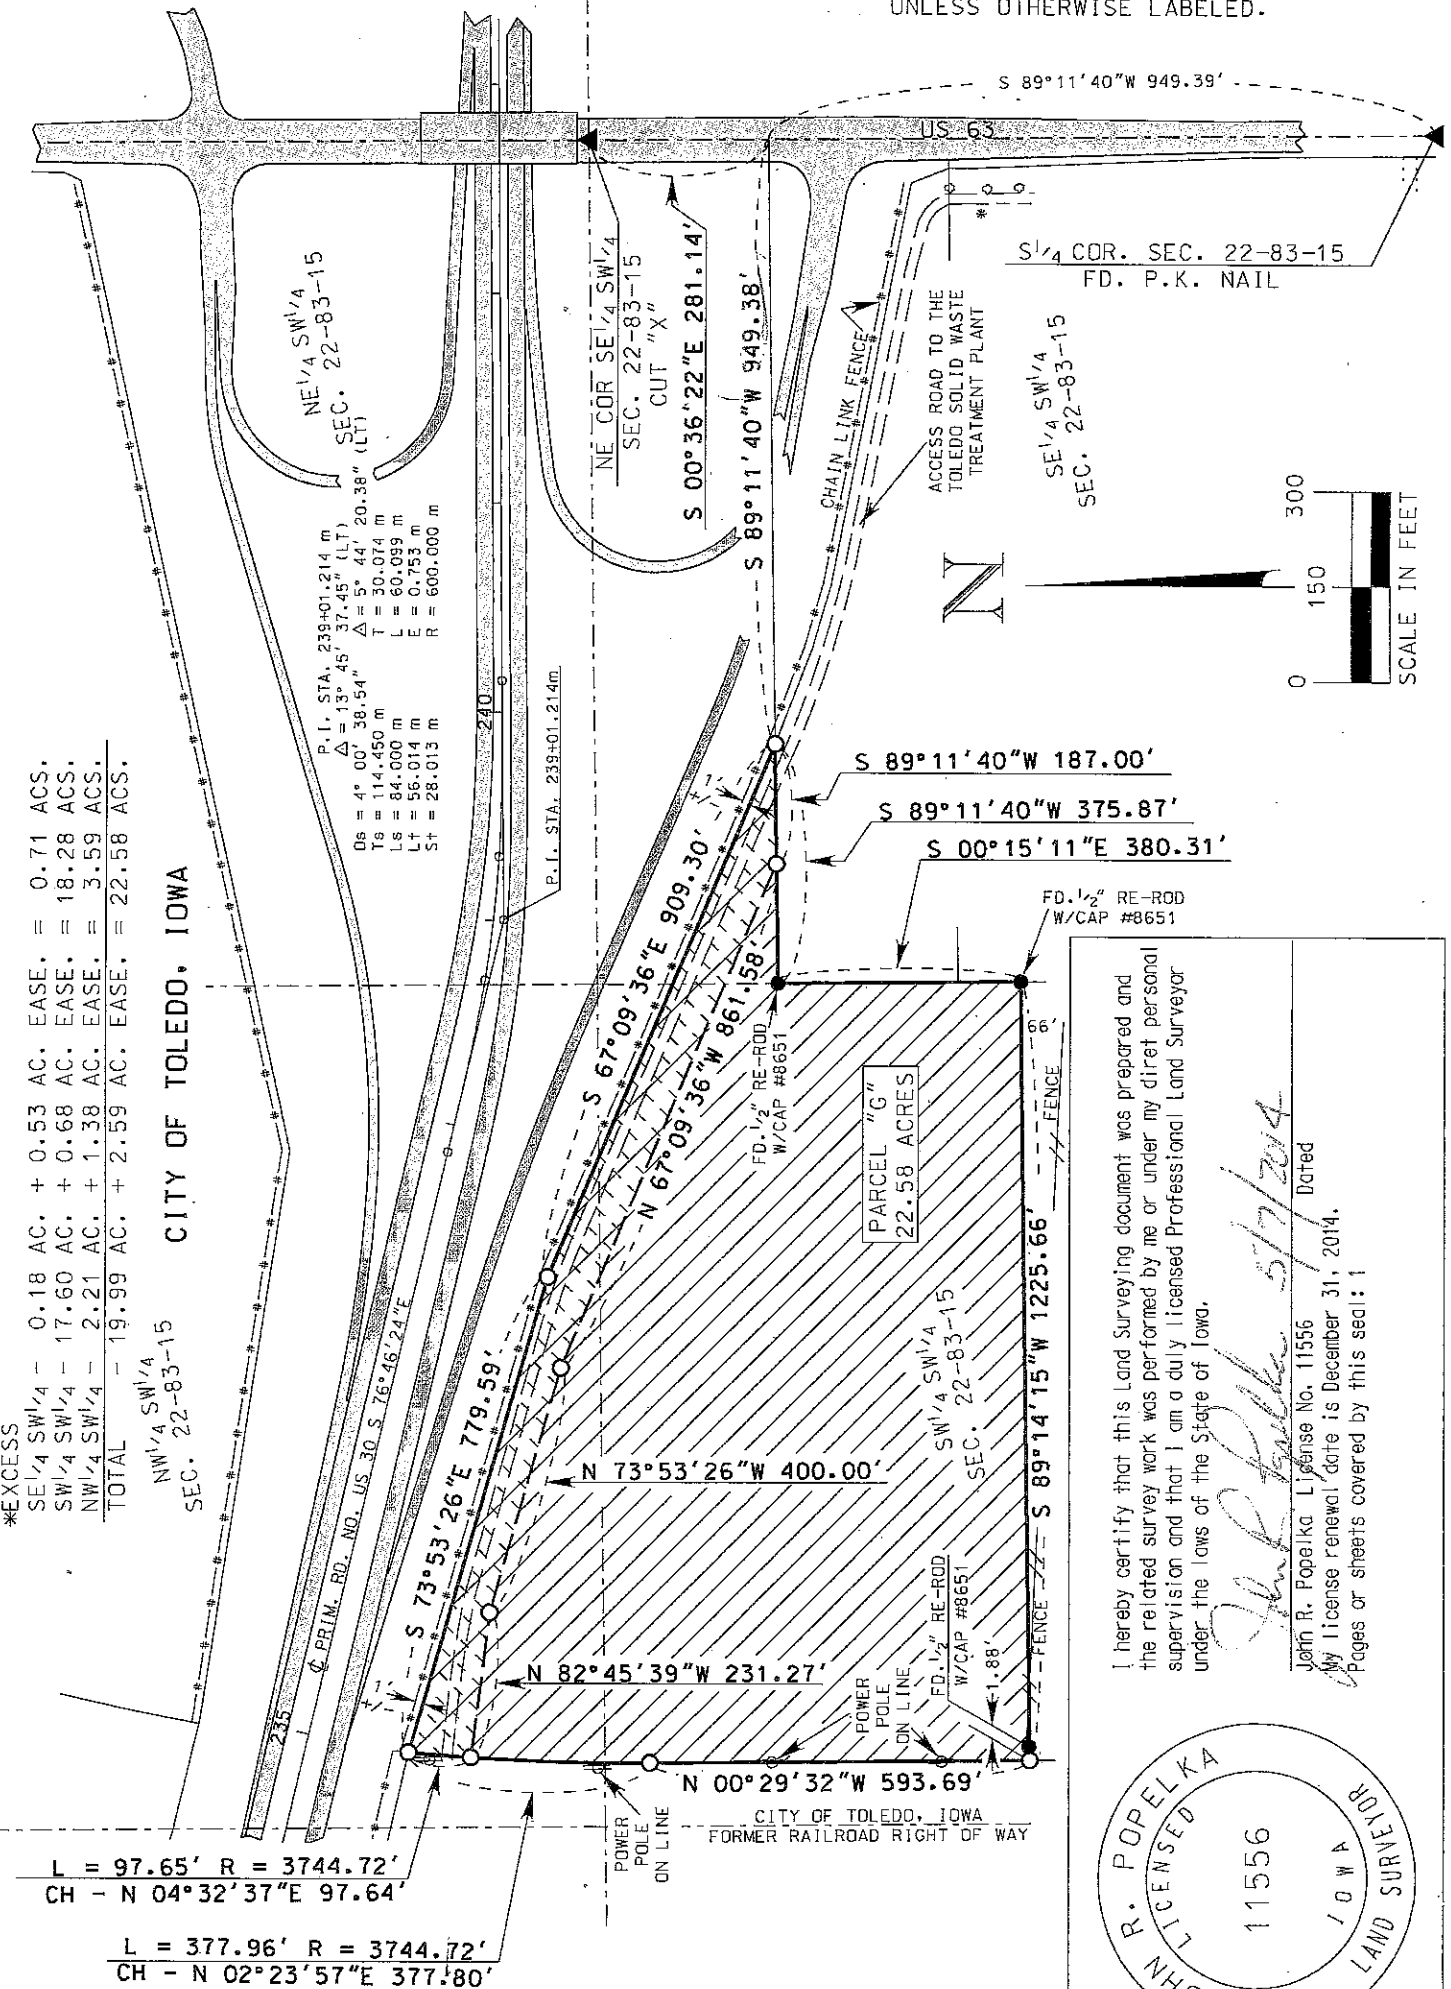 UNLESS OTHERWISE LABELED.
S 89°11'40"W 949.39'
US 63
S1/4 COR. SEC. 22-83-15
FD. P.K. NAIL
NE1/4 SW1/4
SEC. 22-83-15
NE COR SE1/4 SW1/4
SEC. 22-83-15
CUT "X"
S 00°36'22"E 281.14'
S 89°11'40"W 949.38'
CHAIN LINK FENCE
ACCESS ROAD TO THE
TOLEDO SOLID WASTE
TREATMENT PLANT
SE1/4 SW1/4
SEC. 22-83-15
N
0 150 300
SCALE IN FEET
P.I. STA. 239+01.214 m
Δ = 13° 45' 37.45" (LT)
Θs = 4° 00' 38.54" Δ = 5° 44' 20.38" (LT)
Ts = 114.450 m T = 30.074 m
Ls = 84.000 m L = 60.099 m
Lt = 56.014 m E = 0.753 m
St = 28.013 m R = 600.000 m
240
P.I. STA. 239+01.214m
*EXCESS
SE1/4 SW1/4 - 0.18 AC. + 0.53 AC. EASE. = 0.71 ACS.
SW1/4 SW1/4 - 17.60 AC. + 0.68 AC. EASE. = 18.28 ACS.
NW1/4 SW1/4 - 2.21 AC. + 1.38 AC. EASE. = 3.59 ACS.
TOTAL - 19.99 AC. + 2.59 AC. EASE. = 22.58 ACS.
NW1/4 SW1/4
SEC. 22-83-15
CITY OF TOLEDO, IOWA
℄ PRIM. RD. NO. US 30 S 76°46'24"E
235
S 89°11'40"W 187.00'
S 89°11'40"W 375.87'
S 00°15'11"E 380.31'
FD.1/2" RE-ROD
W/CAP #8651
+1'
S 67°09'36"E 909.30'
N 67°09'36"W 861.58'
FD.1/2" RE-ROD
W/CAP #8651
66'
FENCE
PARCEL "G"
22.58 ACRES
S 73°53'26"E 779.59'
N 73°53'26"W 400.00'
SW1/4 SW1/4
SEC. 22-83-15
S 89°14'15"W 1225.66'
N 82°45'39"W 231.27'
+1'
POWER
POLE
ON LINE
FD.1/2" RE-ROD
W/CAP #8651
1.88'
FENCE
N 00°29'32"W 593.69'
CITY OF TOLEDO, IOWA
FORMER RAILROAD RIGHT OF WAY
POWER
POLE
ON LINE
L = 97.65' R = 3744.72'
CH - N 04°32'37"E 97.64'
L = 377.96' R = 3744.72'
CH - N 02°23'57"E 377.80'
I hereby certify that this Land Surveying document was prepared and
the related survey work was performed by me or under my diret personal
supervision and that I am a duly licensed Professional Land Surveyor
under the laws of the State of Iowa.
John R Popelka 5/7/2014
John R. Popelka License No. 11556 Dated
My license renewal date is December 31, 2014.
Pages or sheets covered by this seal: 1
R. POPELKA
LICENSED
11556
IOWA
LAND SURVEYOR